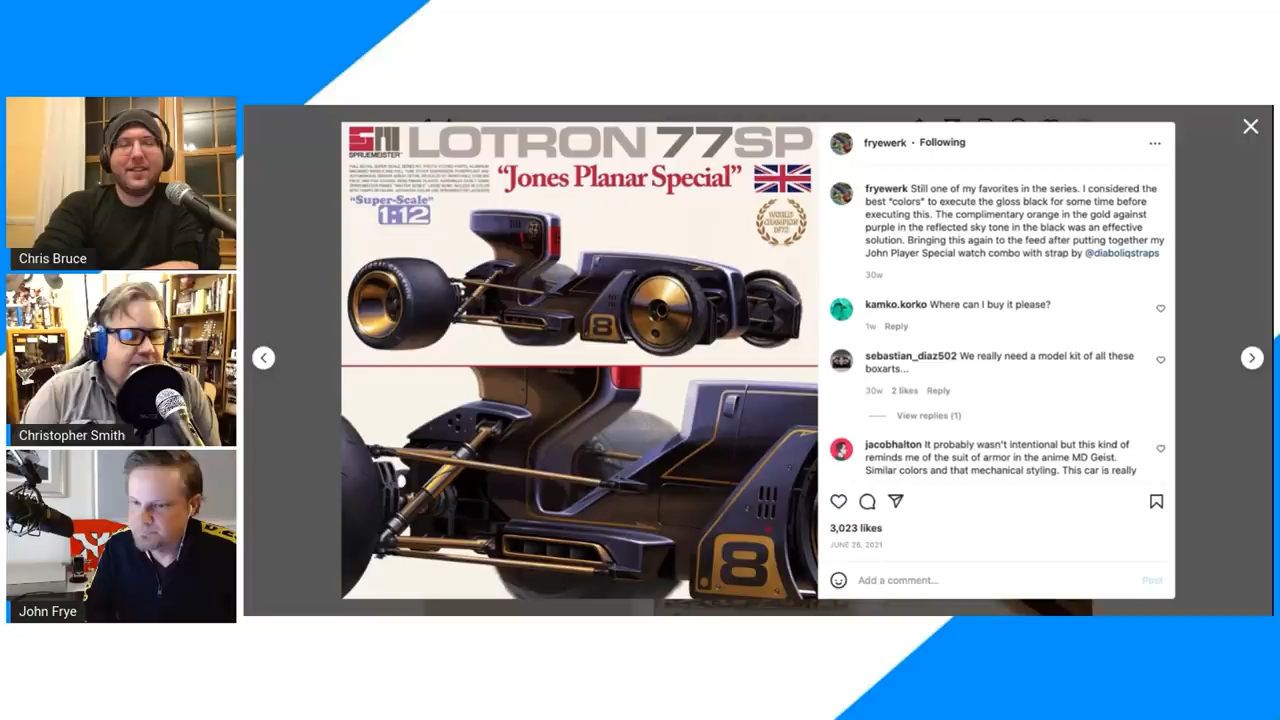 Chris Bruce
Christopher Smith
John Frye
SPRUEMEISTER
LOTRON 77SP
"Jones Planar Special"
"Super-Scale"
1:12
WORLD
CHAMPION
8
8
fryewerk • Following
fryewerk Still one of my favorites in the series. I considered the
best "colors" to execute the gloss black for some time before
executing this. The complimentary orange in the gold against
purple in the reflected sky tone in the black was an effective
solution. Bringing this again to the feed after putting together my
John Player Special watch combo with strap by @diaboliqstraps
30w
kamko.korko Where can I buy it please?
1w Reply
sebastian_diaz502 We really need a model kit of all these
boxarts...
30w 2 likes Reply
View replies (1)
jacobhalton It probably wasn't intentional but this kind of
reminds me of the suit of armor in the anime MD Geist.
Similar colors and that mechanical styling. This car is really
3,023 likes
JUNE 26, 2021
Add a comment...
Post